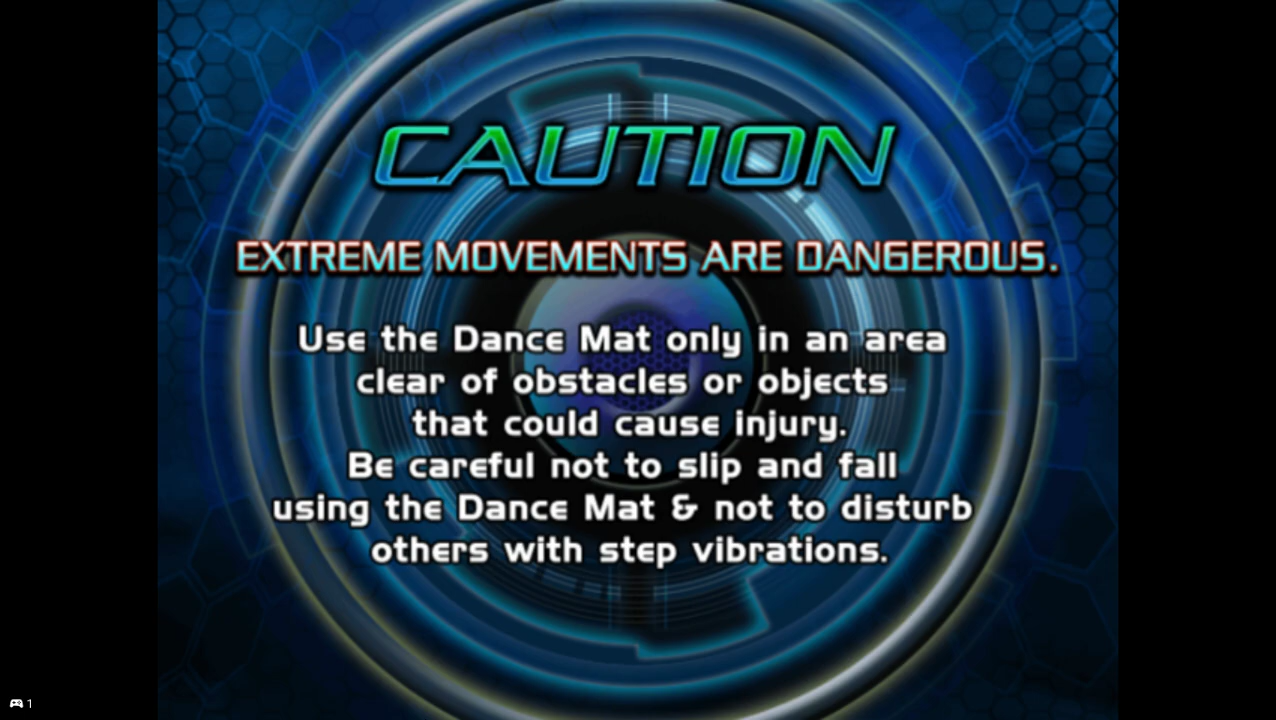 CAUTION
EXTREME MOVEMENTS ARE DANGEROUS.
Use the Dance Mat only in an area
clear of obstacles or objects
that could cause injury.
Be careful not to slip and fall
using the Dance Mat & not to disturb
others with step vibrations.
1